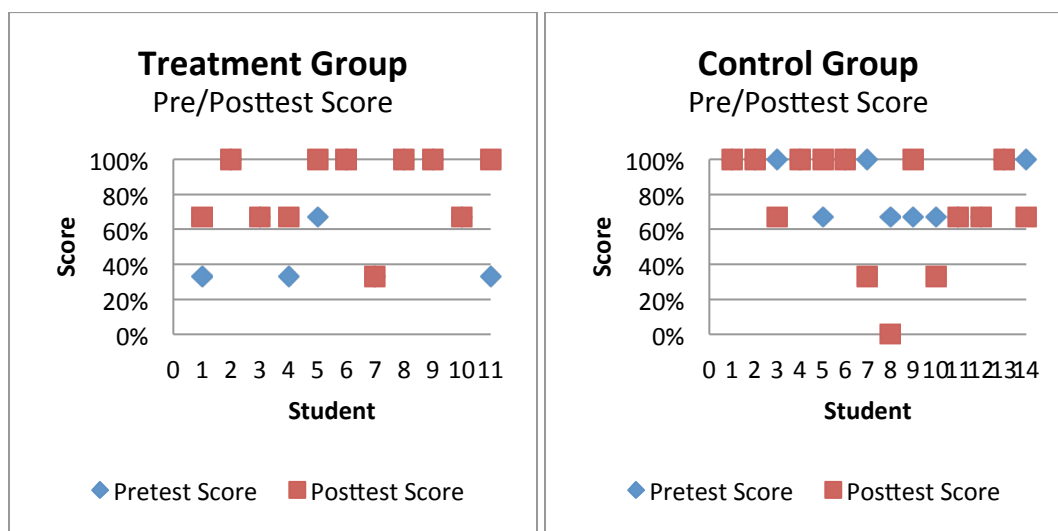 Treatment Group
Pre/Posttest Score
100%
80%
60%
40%
20%
0%
Score
0 1 2 3 4 5 6 7 8 9 10 11
Student
Pretest Score Posttest Score
Control Group
Pre/Posttest Score
100%
80%
60%
40%
20%
0%
Score
0 1 2 3 4 5 6 7 8 9 10 11 12 13 14
Student
Pretest Score Posttest Score